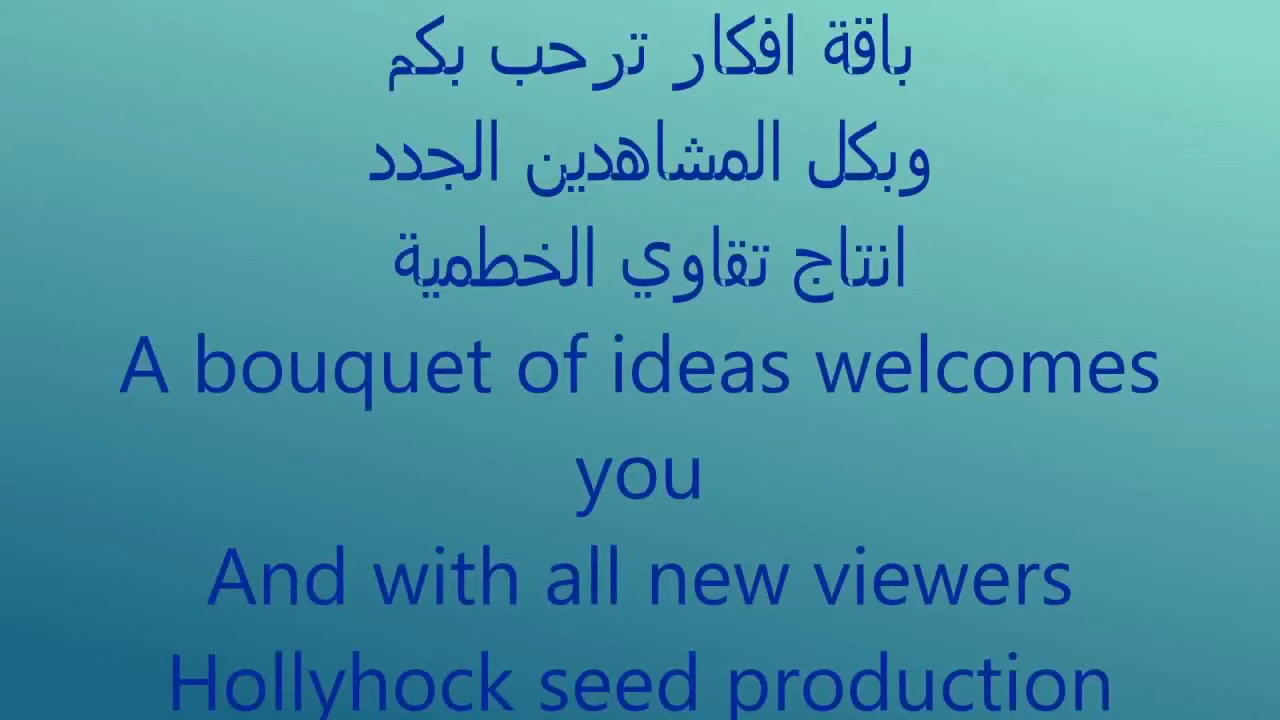 باقة افكار ترحب بكم
وبكل المشاهدين الجدد
انتاج تقاوي الخطمية
A bouquet of ideas welcomes
you
And with all new viewers
Hollyhock seed production